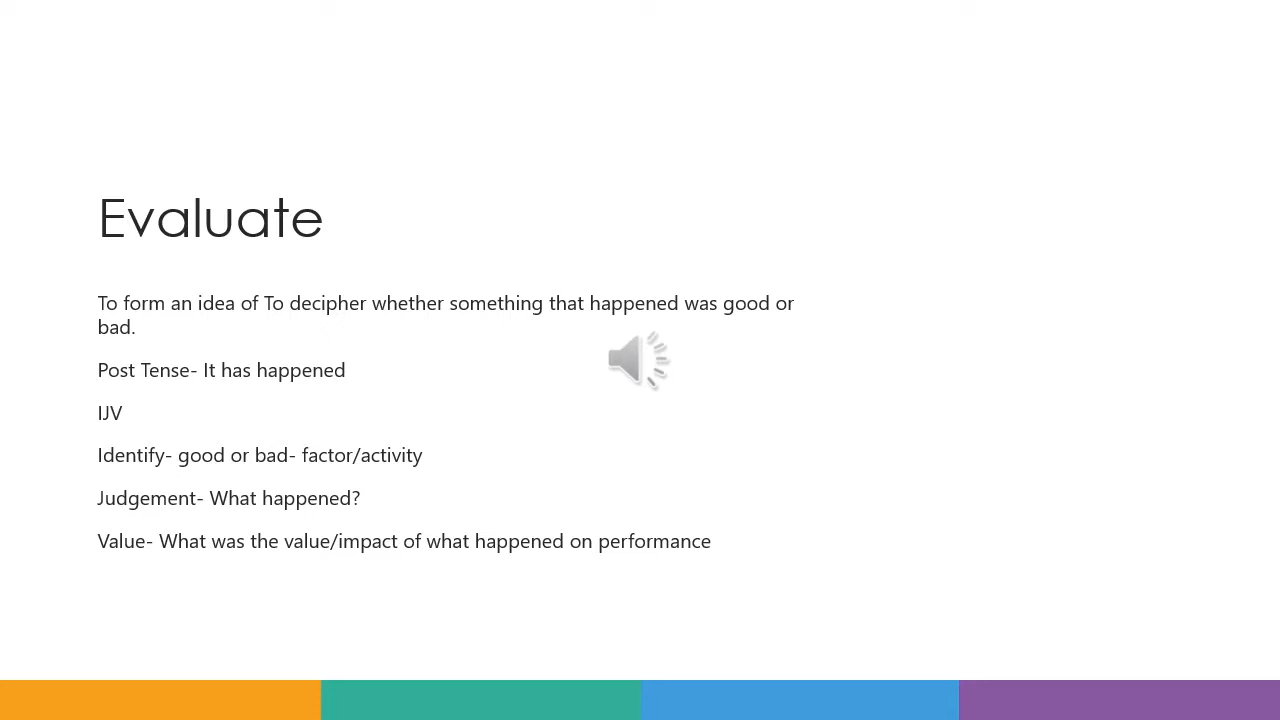 Evaluate
To form an idea of To decipher whether something that happened was good or
bad.
Post Tense- It has happened
IJV
Identify- good or bad- factor/activity
Judgement- What happened?
Value- What was the value/impact of what happened on performance